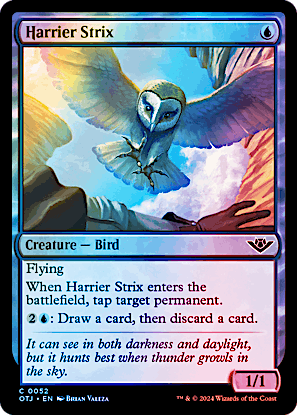 Harrier Strix
Creature — Bird
Flying
When Harrier Strix enters the
battlefield, tap target permanent.
2: Draw a card, then discard a card.
It can see in both darkness and daylight,
but it hunts best when thunder growls in
the sky.
1/1
C 0052
OTJ • EN Brian Valeza
™ & © 2024 Wizards of the Coast